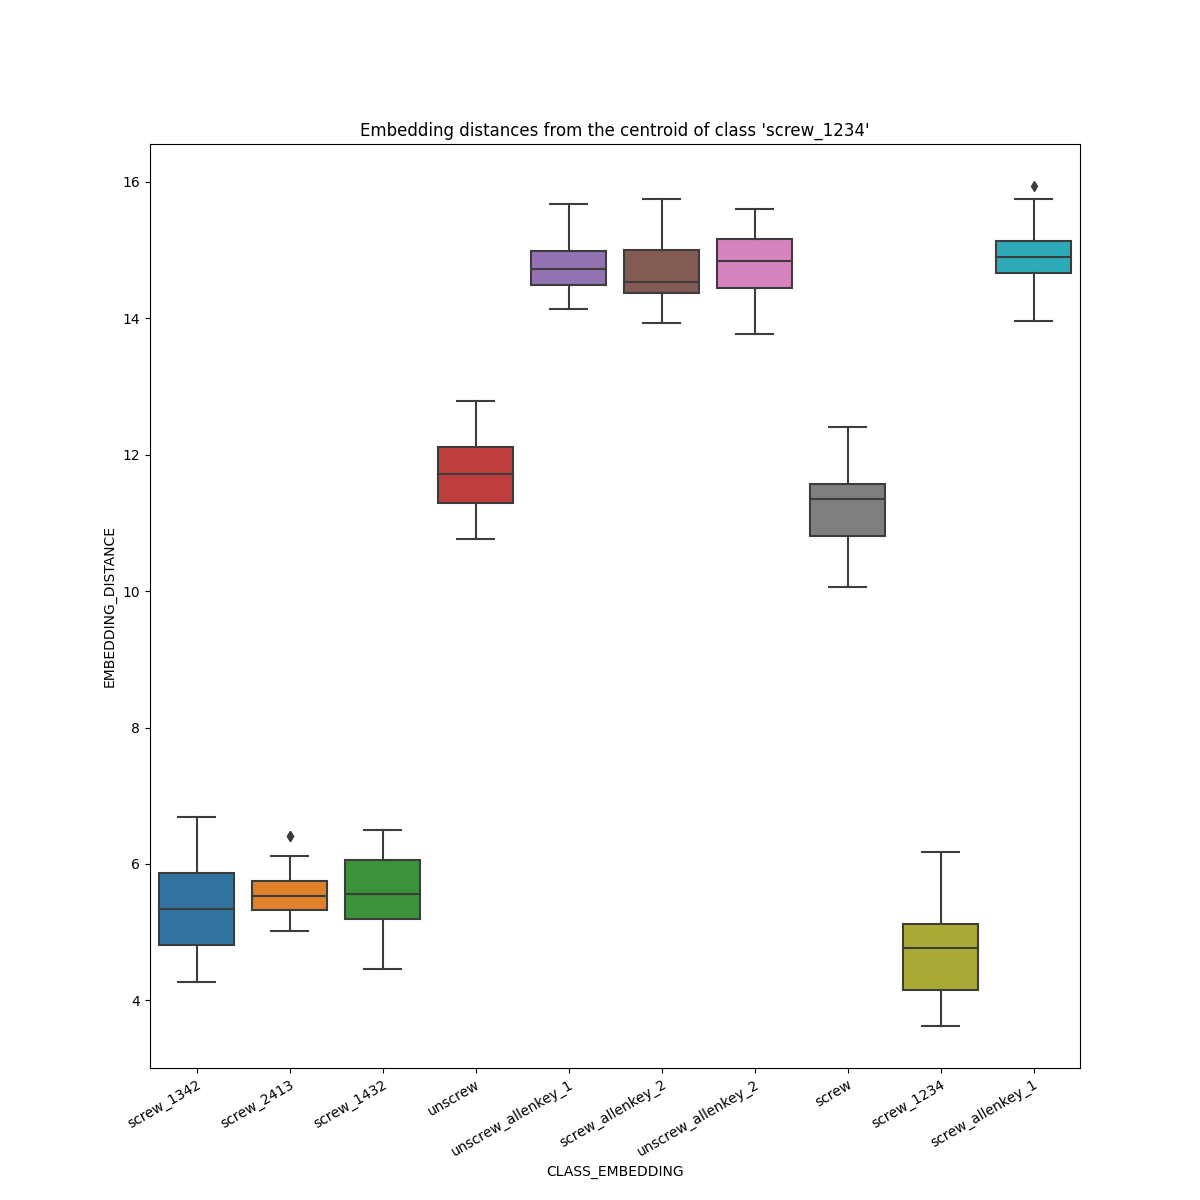 Embedding distances from the centroid of class 'screw_1234'
EMBEDDING_DISTANCE
16
14
12
10
8
6
4
screw_1342
screw_2413
screw_1432
unscrew
unscrew_allenkey_1
screw_allenkey_2
unscrew_allenkey_2
screw
screw_1234
screw_allenkey_1
CLASS_EMBEDDING